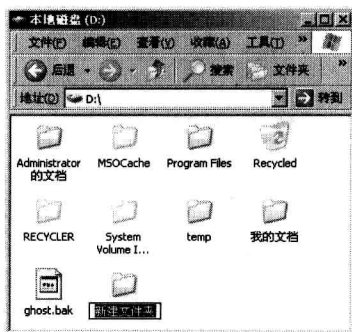 本地磁盘 (D:)
文件(F) 编辑(E) 查看(V) 收藏(A) 工具(T) »
后退 搜索 文件夹 »
地址(D) D:\ 转到
Administrator 的文档 MSOCache Program Files Recycled
RECYCLER System Volume I... temp 我的文档
ghost.bak 新建文件夹